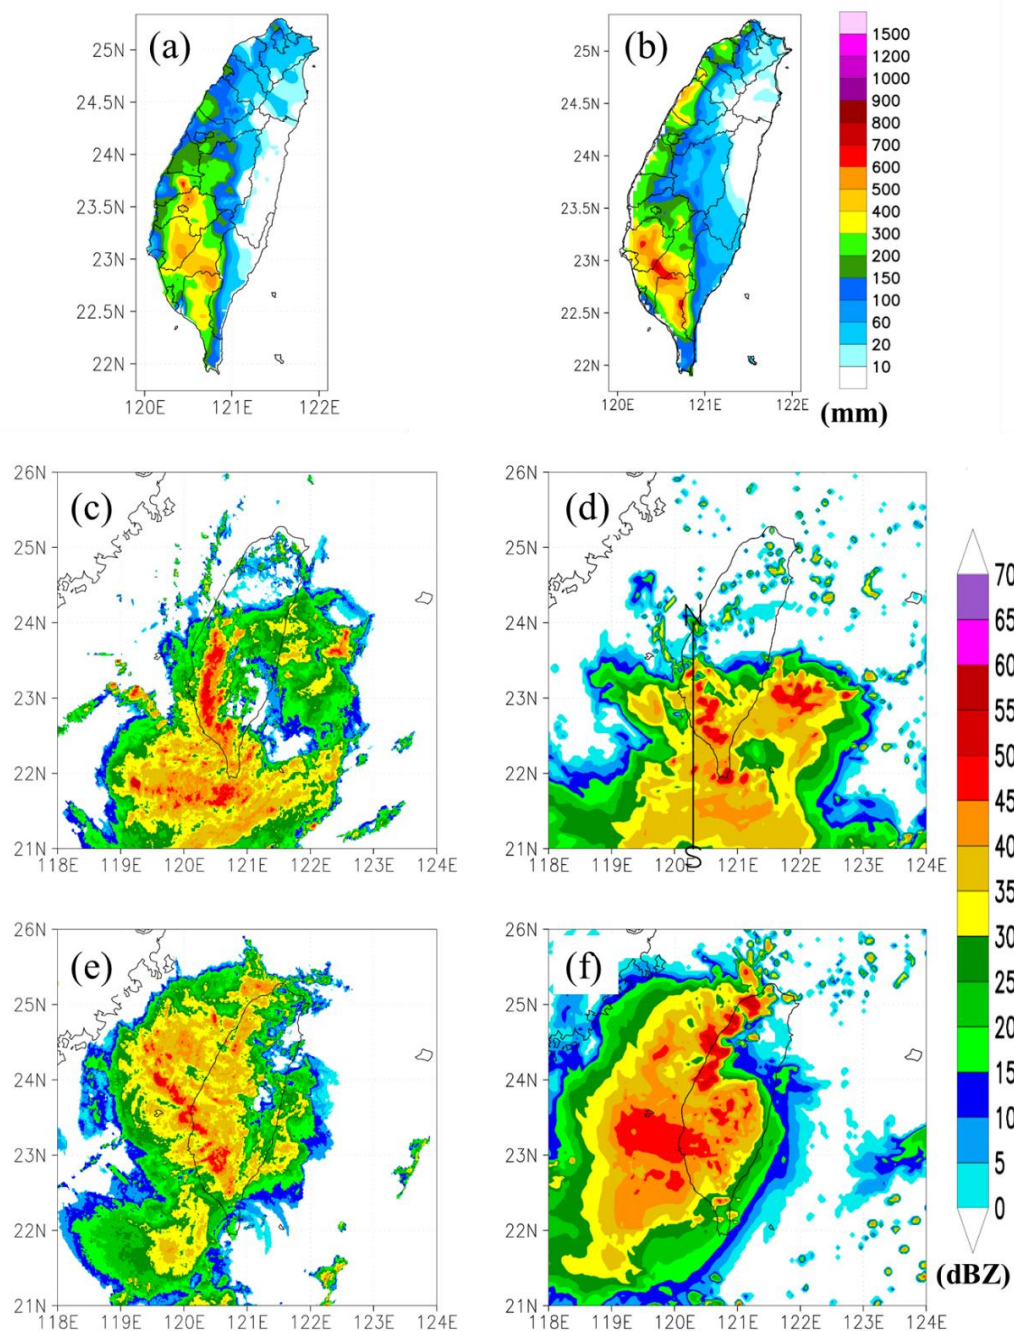 (a)
25N
24.5N
24N
23.5N
23N
22.5N
22N
120E 121E 122E
(b)
25N
24.5N
24N
23.5N
23N
22.5N
22N
120E 121E 122E
1500
1200
1000
900
800
700
600
500
400
300
200
150
100
60
20
10
(mm)
(c)
26N
25N
24N
23N
22N
21N
118E 119E 120E 121E 122E 123E 124E
(d)
26N
25N
24N
23N
22N
21N
N
S
118E 119E 120E 121E 122E 123E 124E
(e)
26N
25N
24N
23N
22N
21N
118E 119E 120E 121E 122E 123E 124E
(f)
26N
25N
24N
23N
22N
21N
118E 119E 120E 121E 122E 123E 124E
70
65
60
55
50
45
40
35
30
25
20
15
10
5
0
(dBZ)